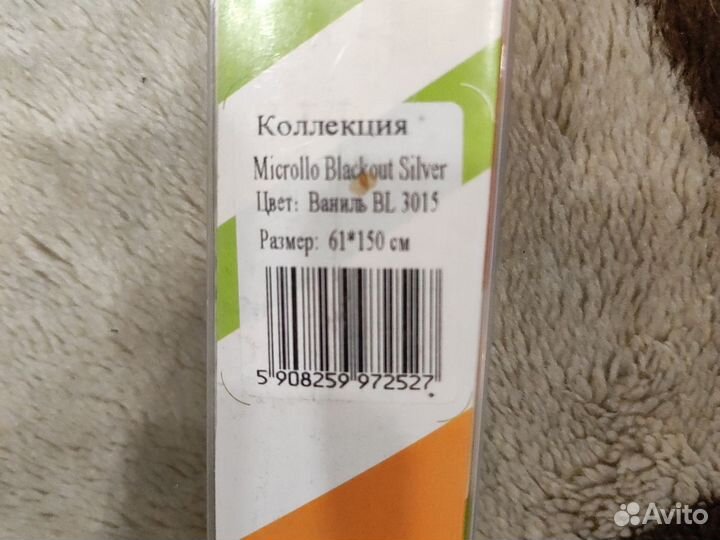 Коллекция
Microllo Blackout Silver
Цвет: Ваниль BL 3015
Размер: 61*150 см
5 908259 972527
Avito